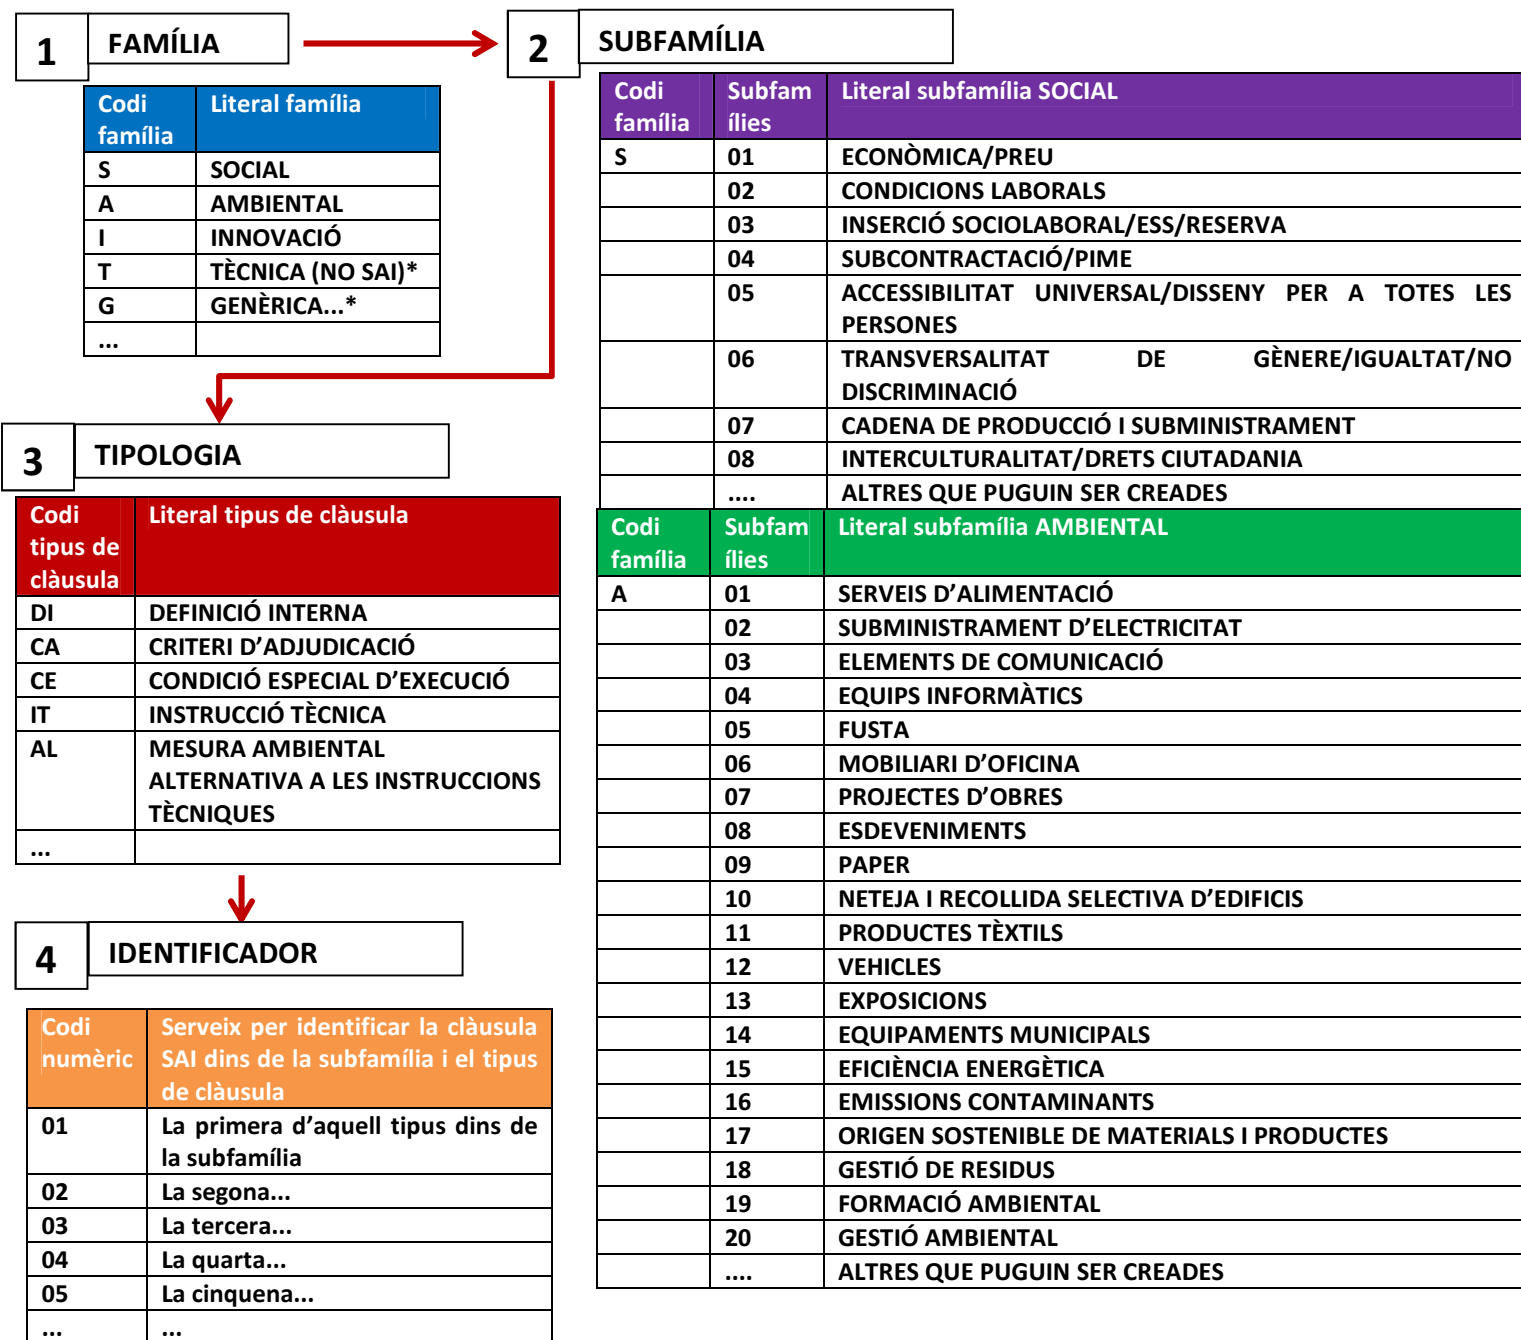 1 FAMÍLIA
Codi família | Literal família
S | SOCIAL
A | AMBIENTAL
I | INNOVACIÓ
T | TÈCNICA (NO SAI)*
G | GENÈRICA...*
...
2 SUBFAMÍLIA
Codi família | Subfam ílies | Literal subfamília SOCIAL
S | 01 | ECONÒMICA/PREU
02 | CONDICIONS LABORALS
03 | INSERCIÓ SOCIOLABORAL/ESS/RESERVA
04 | SUBCONTRACTACIÓ/PIME
05 | ACCESSIBILITAT UNIVERSAL/DISSENY PER A TOTES LES
PERSONES
06 | TRANSVERSALITAT DE GÈNERE/IGUALTAT/NO
DISCRIMINACIÓ
07 | CADENA DE PRODUCCIÓ I SUBMINISTRAMENT
08 | INTERCULTURALITAT/DRETS CIUTADANIA
.... | ALTRES QUE PUGUIN SER CREADES
Codi família | Subfam ílies | Literal subfamília AMBIENTAL
A | 01 | SERVEIS D’ALIMENTACIÓ
02 | SUBMINISTRAMENT D’ELECTRICITAT
03 | ELEMENTS DE COMUNICACIÓ
04 | EQUIPS INFORMÀTICS
05 | FUSTA
06 | MOBILIARI D’OFICINA
07 | PROJECTES D’OBRES
08 | ESDEVENIMENTS
09 | PAPER
10 | NETEJA I RECOLLIDA SELECTIVA D’EDIFICIS
11 | PRODUCTES TÈXTILS
12 | VEHICLES
13 | EXPOSICIONS
14 | EQUIPAMENTS MUNICIPALS
15 | EFICIÈNCIA ENERGÈTICA
16 | EMISSIONS CONTAMINANTS
17 | ORIGEN SOSTENIBLE DE MATERIALS I PRODUCTES
18 | GESTIÓ DE RESIDUS
19 | FORMACIÓ AMBIENTAL
20 | GESTIÓ AMBIENTAL
.... | ALTRES QUE PUGUIN SER CREADES
3 TIPOLOGIA
Codi tipus de clàusula | Literal tipus de clàusula
DI | DEFINICIÓ INTERNA
CA | CRITERI D’ADJUDICACIÓ
CE | CONDICIÓ ESPECIAL D’EXECUCIÓ
IT | INSTRUCCIÓ TÈCNICA
AL | MESURA AMBIENTAL
ALTERNATIVA A LES INSTRUCCIONS
TÈCNIQUES
...
4 IDENTIFICADOR
Codi numèric | Serveix per identificar la clàusula
SAI dins de la subfamília i el tipus
de clàusula
01 | La primera d’aquell tipus dins de
la subfamília
02 | La segona...
03 | La tercera...
04 | La quarta...
05 | La cinquena...
... | ...